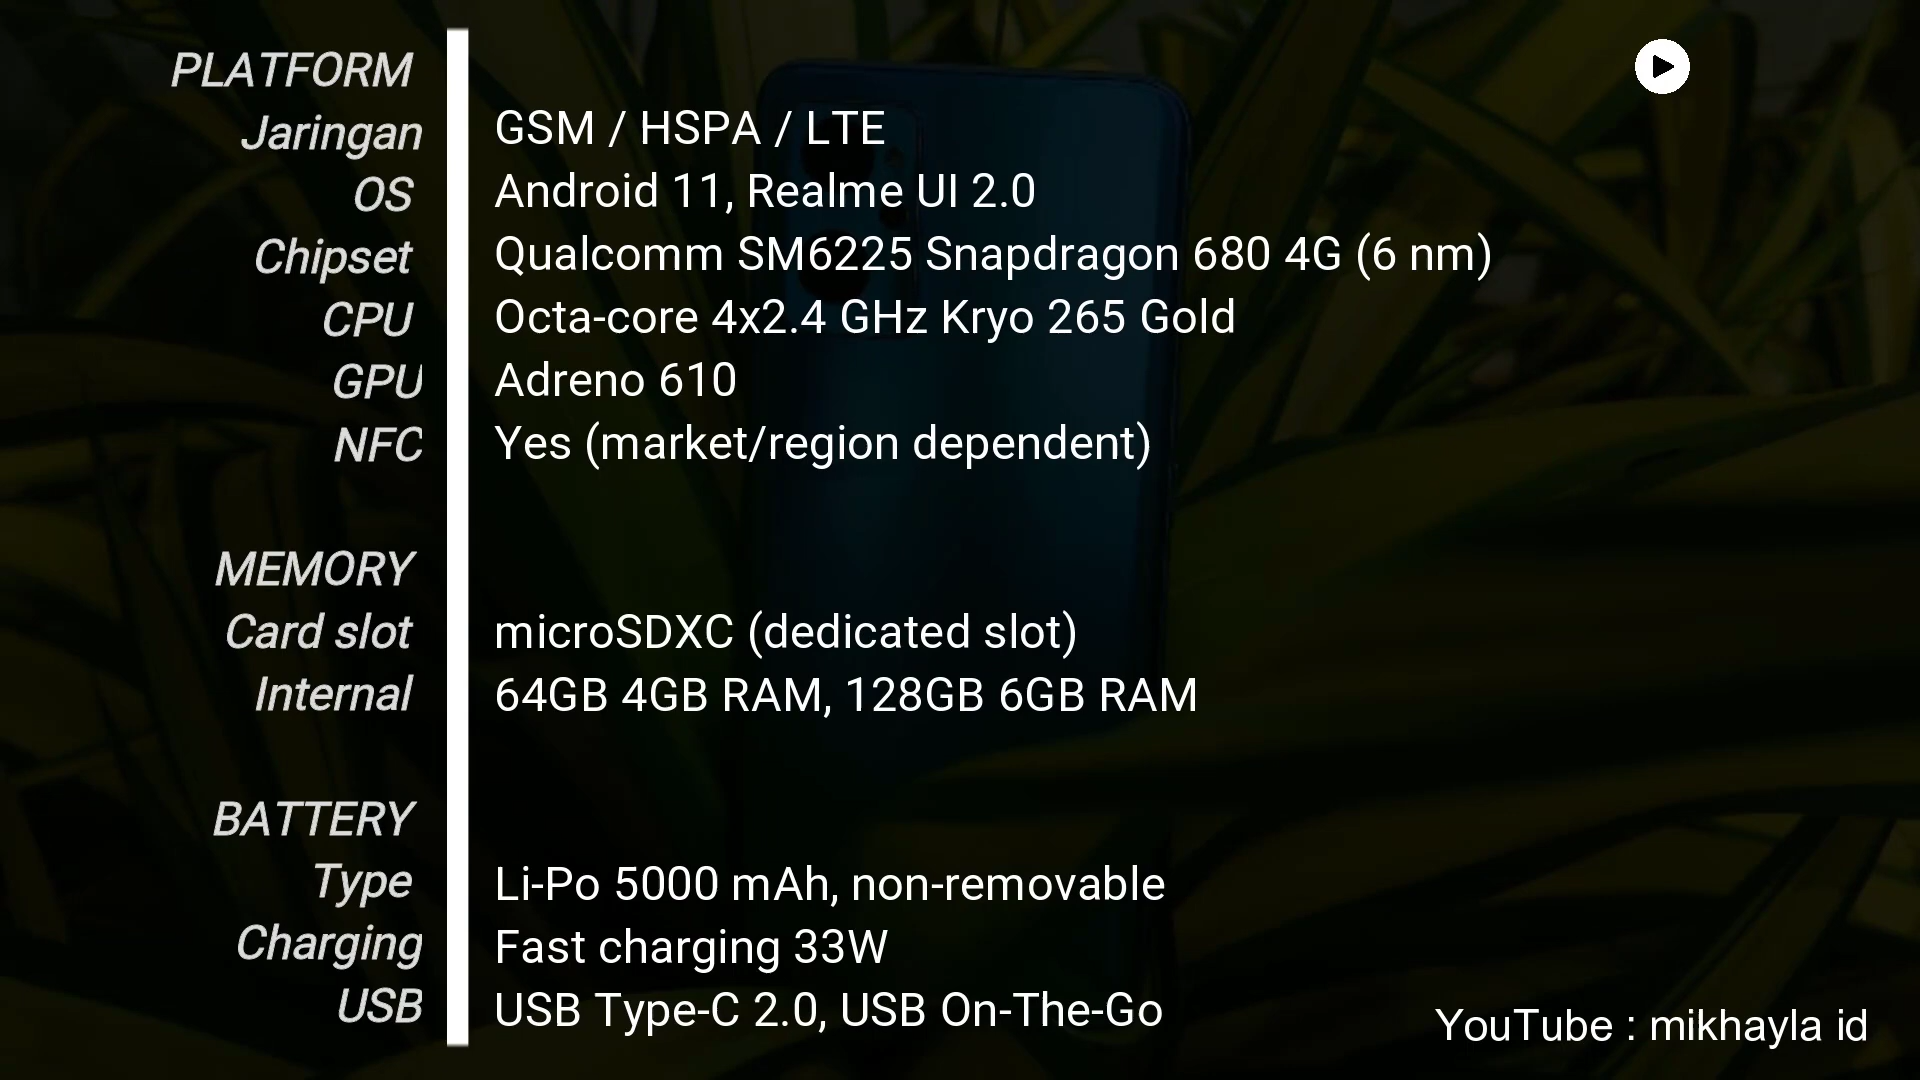 PLATFORM
Jaringan GSM / HSPA / LTE
OS Android 11, Realme UI 2.0
Chipset Qualcomm SM6225 Snapdragon 680 4G (6 nm)
CPU Octa-core 4x2.4 GHz Kryo 265 Gold
GPU Adreno 610
NFC Yes (market/region dependent)
MEMORY
Card slot microSDXC (dedicated slot)
Internal 64GB 4GB RAM, 128GB 6GB RAM
BATTERY
Type Li-Po 5000 mAh, non-removable
Charging Fast charging 33W
USB USB Type-C 2.0, USB On-The-Go
YouTube : mikhayla id